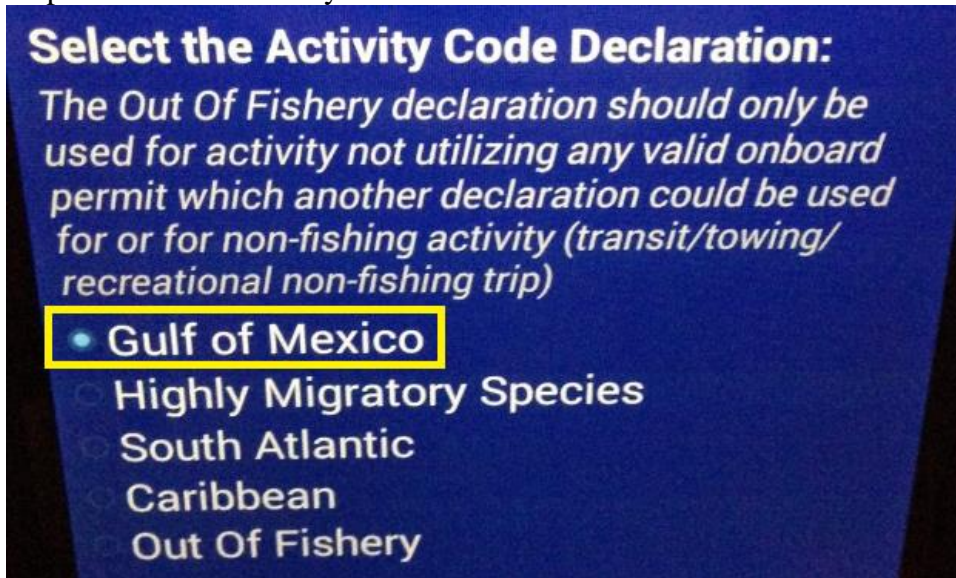 Select the Activity Code Declaration:
The Out Of Fishery declaration should only be
used for activity not utilizing any valid onboard
permit which another declaration could be used
for or for non-fishing activity (transit/towing/
recreational non-fishing trip)
Gulf of Mexico
Highly Migratory Species
South Atlantic
Caribbean
Out Of Fishery